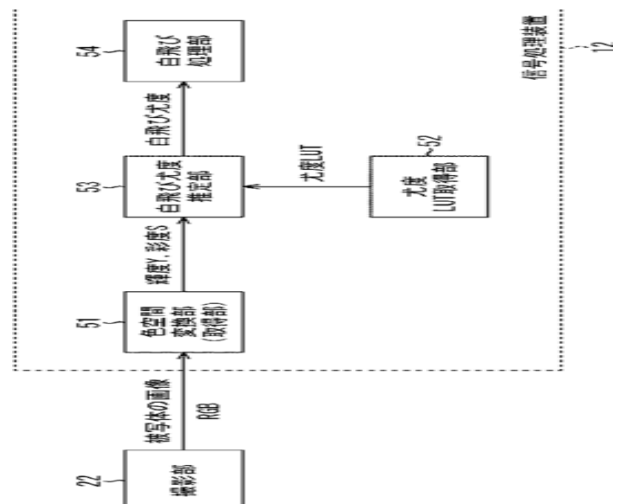 22
撮影部
被写体の画像
RGB
51
色空間
変換部
(取得部)
輝度Y, 彩度S
53
白飛び尤度
推定部
尤度LUT
52
尤度
LUT取得部
白飛び尤度
54
白飛び
処理部
信号処理装置
12